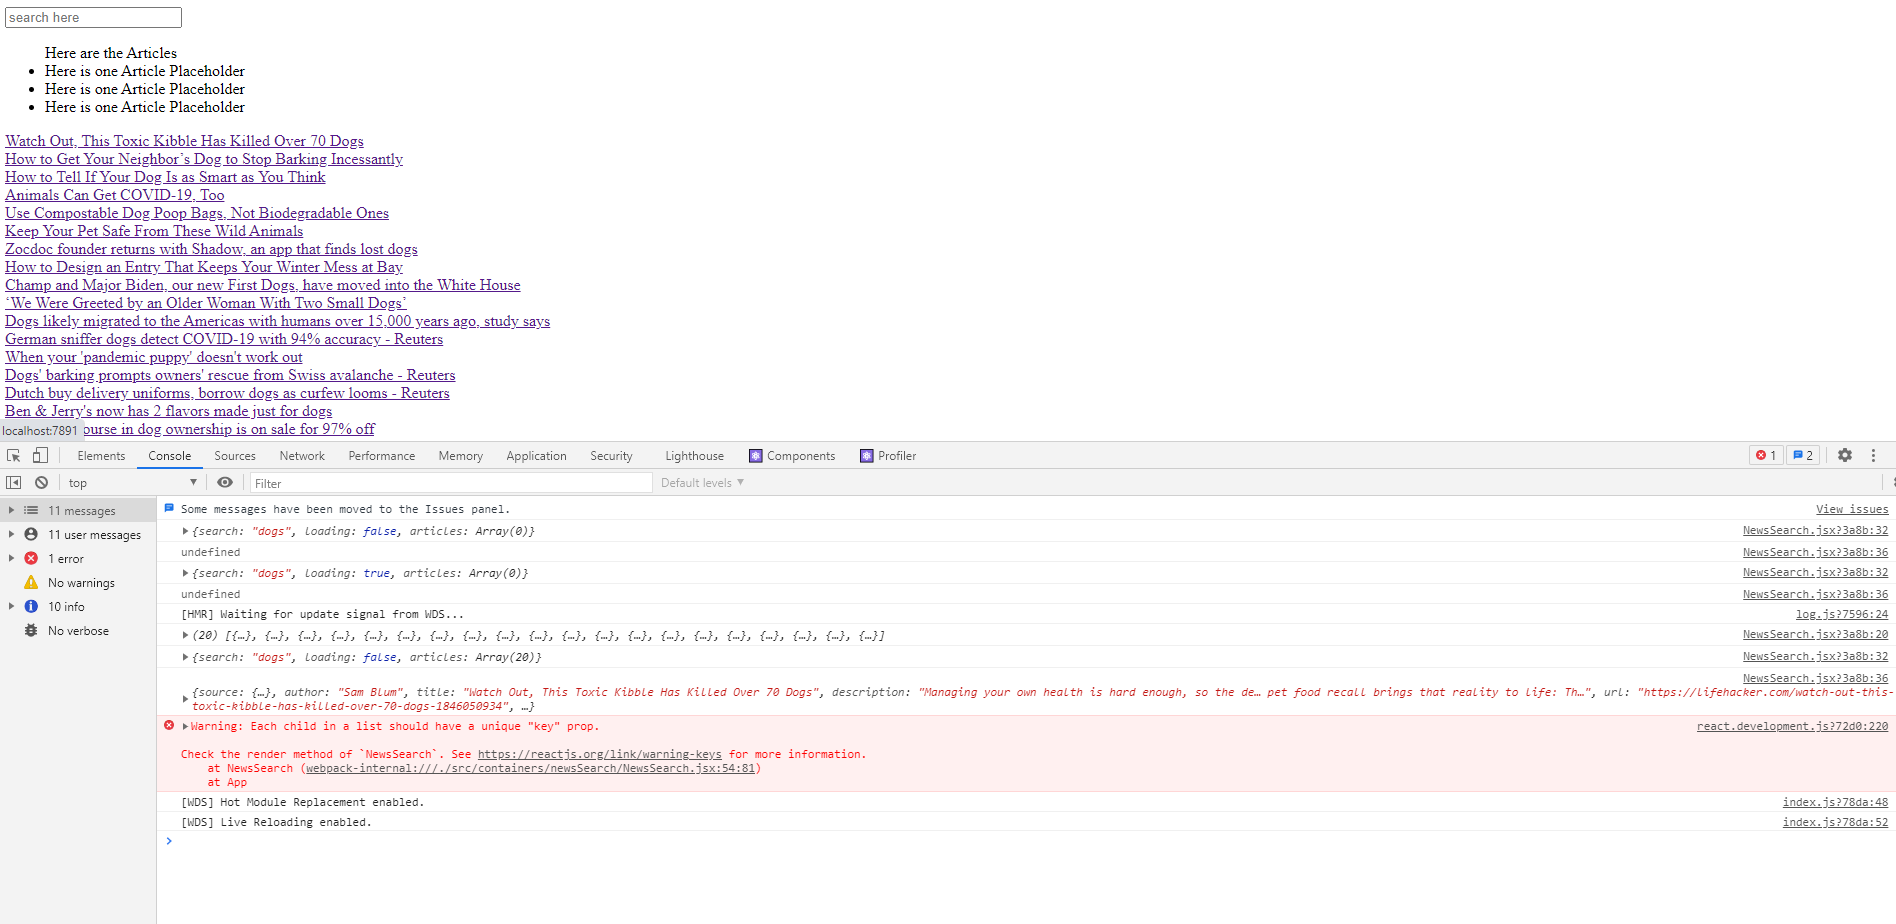 search here
Here are the Articles
Here is one Article Placeholder
Here is one Article Placeholder
Here is one Article Placeholder
Watch Out, This Toxic Kibble Has Killed Over 70 Dogs
How to Get Your Neighbor’s Dog to Stop Barking Incessantly
How to Tell If Your Dog Is as Smart as You Think
Animals Can Get COVID-19, Too
Use Compostable Dog Poop Bags, Not Biodegradable Ones
Keep Your Pet Safe From These Wild Animals
Zocdoc founder returns with Shadow, an app that finds lost dogs
How to Design an Entry That Keeps Your Winter Mess at Bay
Champ and Major Biden, our new First Dogs, have moved into the White House
‘We Were Greeted by an Older Woman With Two Small Dogs’
Dogs likely migrated to the Americas with humans over 15,000 years ago, study says
German sniffer dogs detect COVID-19 with 94% accuracy - Reuters
When your 'pandemic puppy' doesn't work out
Dogs' barking prompts owners' rescue from Swiss avalanche - Reuters
Dutch buy delivery uniforms, borrow dogs as curfew looms - Reuters
Ben & Jerry's now has 2 flavors made just for dogs
localhost:7891 ourse in dog ownership is on sale for 97% off
Elements Console Sources Network Performance Memory Application Security Lighthouse Components Profiler 1 2
top Filter Default levels
11 messages
11 user messages
1 error
No warnings
10 info
No verbose
Some messages have been moved to the Issues panel. View issues
{search: "dogs", loading: false, articles: Array(0)} NewsSearch.jsx?3a8b:32
undefined NewsSearch.jsx?3a8b:36
{search: "dogs", loading: true, articles: Array(0)} NewsSearch.jsx?3a8b:32
undefined NewsSearch.jsx?3a8b:36
[HMR] Waiting for update signal from WDS... log.js?7596:24
(20) [{…}, {…}, {…}, {…}, {…}, {…}, {…}, {…}, {…}, {…}, {…}, {…}, {…}, {…}, {…}, {…}, {…}, {…}, {…}, {…}] NewsSearch.jsx?3a8b:20
{search: "dogs", loading: false, articles: Array(20)} NewsSearch.jsx?3a8b:32
NewsSearch.jsx?3a8b:36
{source: {…}, author: "Sam Blum", title: "Watch Out, This Toxic Kibble Has Killed Over 70 Dogs", description: "Managing your own health is hard enough, so the de… pet food recall brings that reality to life: Th…", url: "https://lifehacker.com/watch-out-this-
toxic-kibble-has-killed-over-70-dogs-1846050934", …}
Warning: Each child in a list should have a unique "key" prop. react.development.js?72d0:220
Check the render method of `NewsSearch`. See https://reactjs.org/link/warning-keys for more information.
at NewsSearch (webpack-internal:///./src/containers/newsSearch/NewsSearch.jsx:54:81)
at App
[WDS] Hot Module Replacement enabled. index.js?78da:48
[WDS] Live Reloading enabled. index.js?78da:52